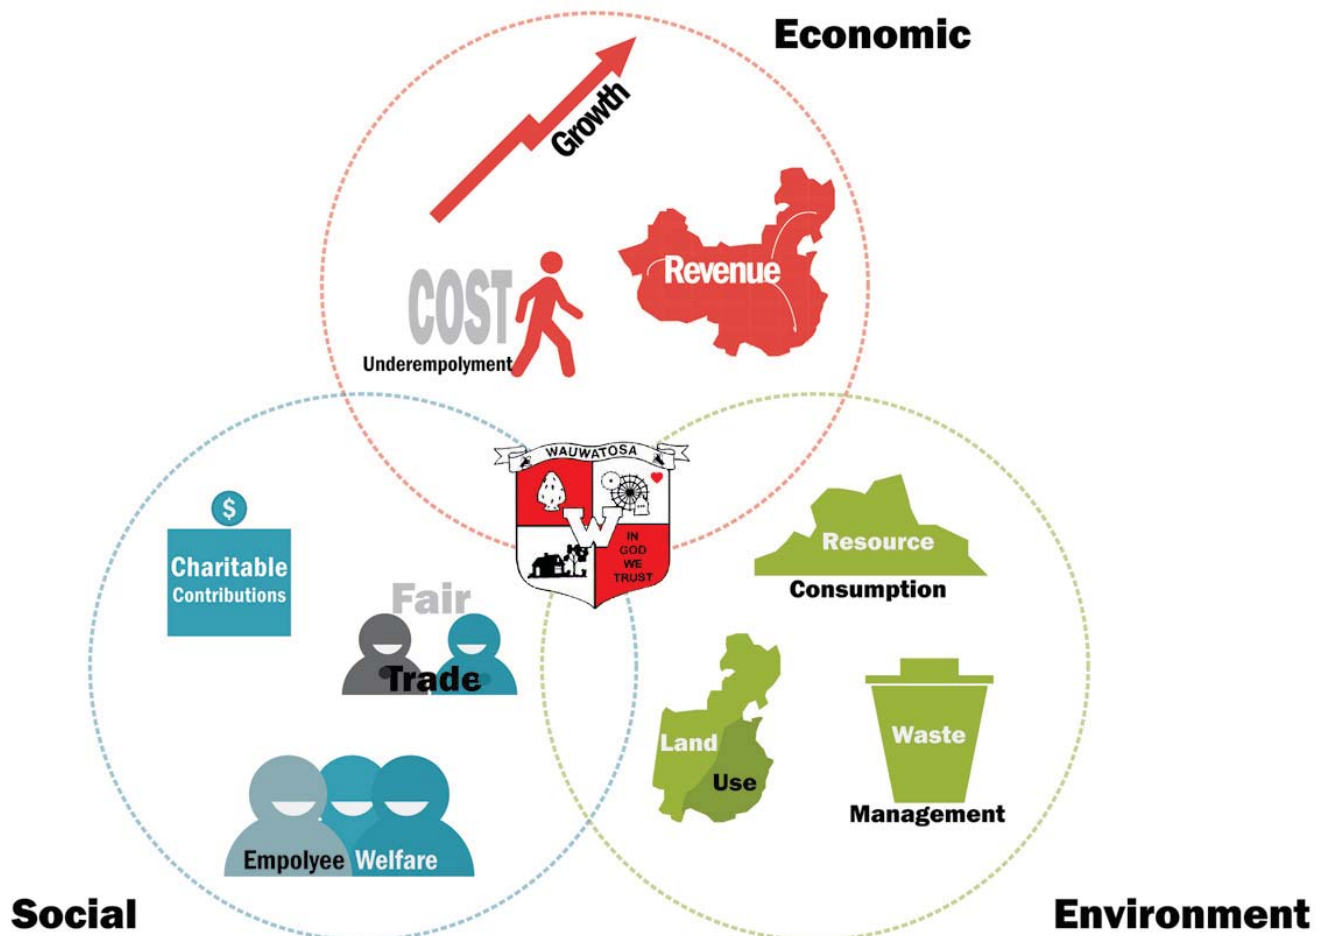 Economic
Growth
Revenue
COST
Underempolyment
WAUWATOSA
W
IN
GOD
WE
TRUST
$
Charitable
Contributions
Fair
Trade
Empolyee Welfare
Resource
Consumption
Land
Use
Waste
Management
Social
Environment